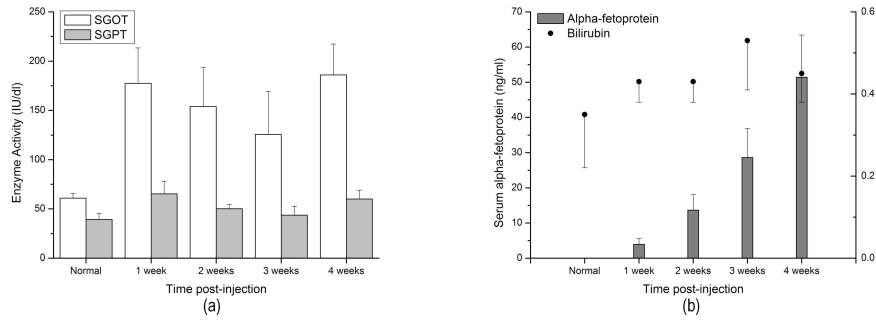 SGOT
SGPT
Enzyme Activity (IU/dl)
250
200
150
100
50
0
Normal 1 week 2 weeks 3 weeks 4 weeks
Time post-injection
(a)
Alpha-fetoprotein
Bilirubin
Serum alpha-fetoprotein (ng/ml)
70
60
50
40
30
20
10
0
0.6
0.4
0.2
0.0
Normal 1 week 2 weeks 3 weeks 4 weeks
Time post-injection
(b)